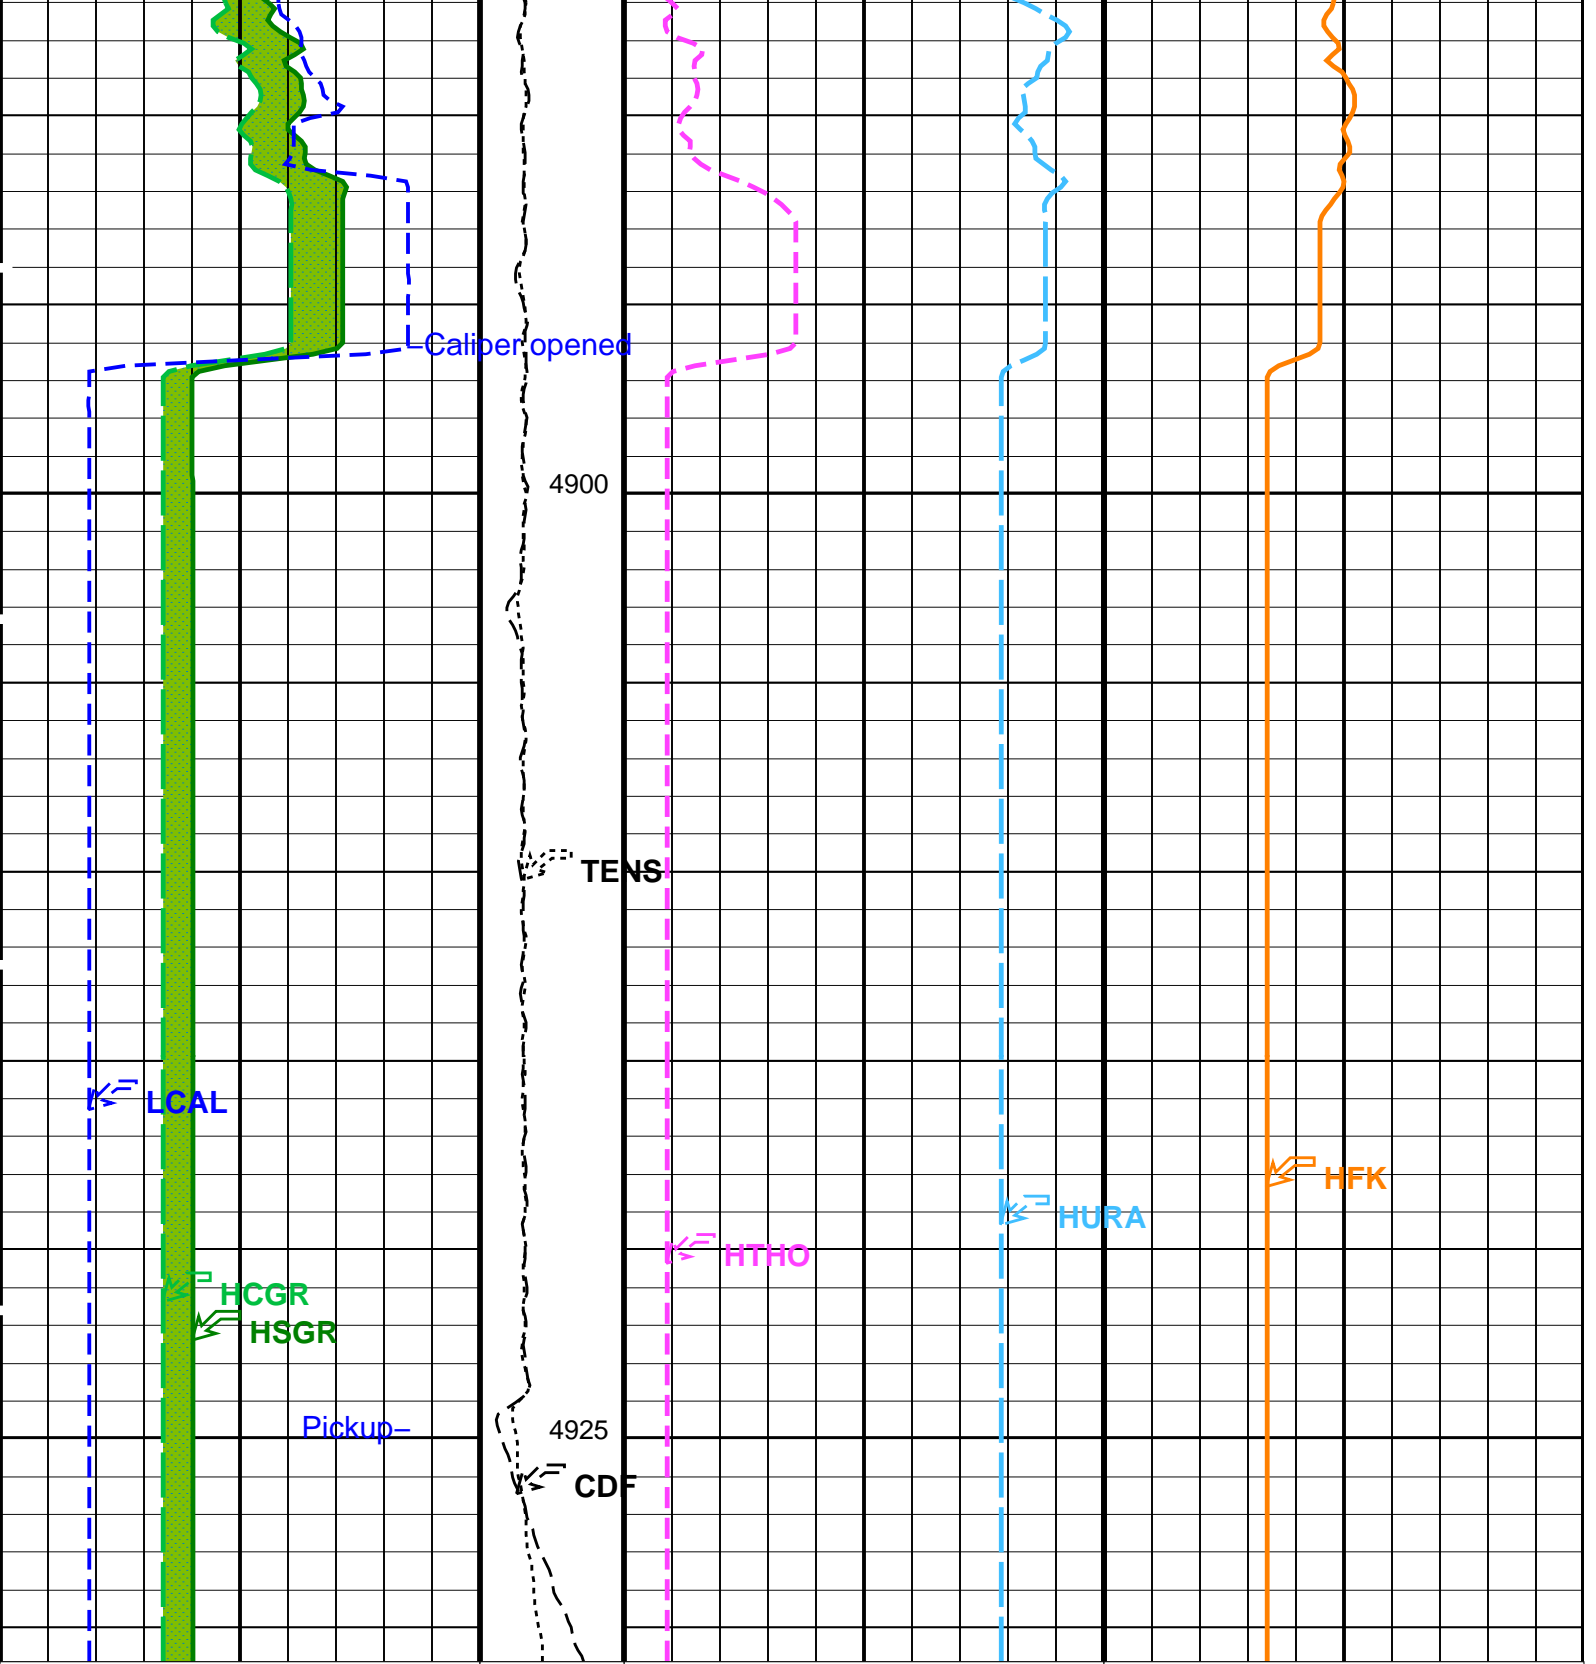 –Caliper opened
4900
TENS
LCAL
HFK
HURA
HTHO
HCGR
HSGR
Pickup–
4925
CDF